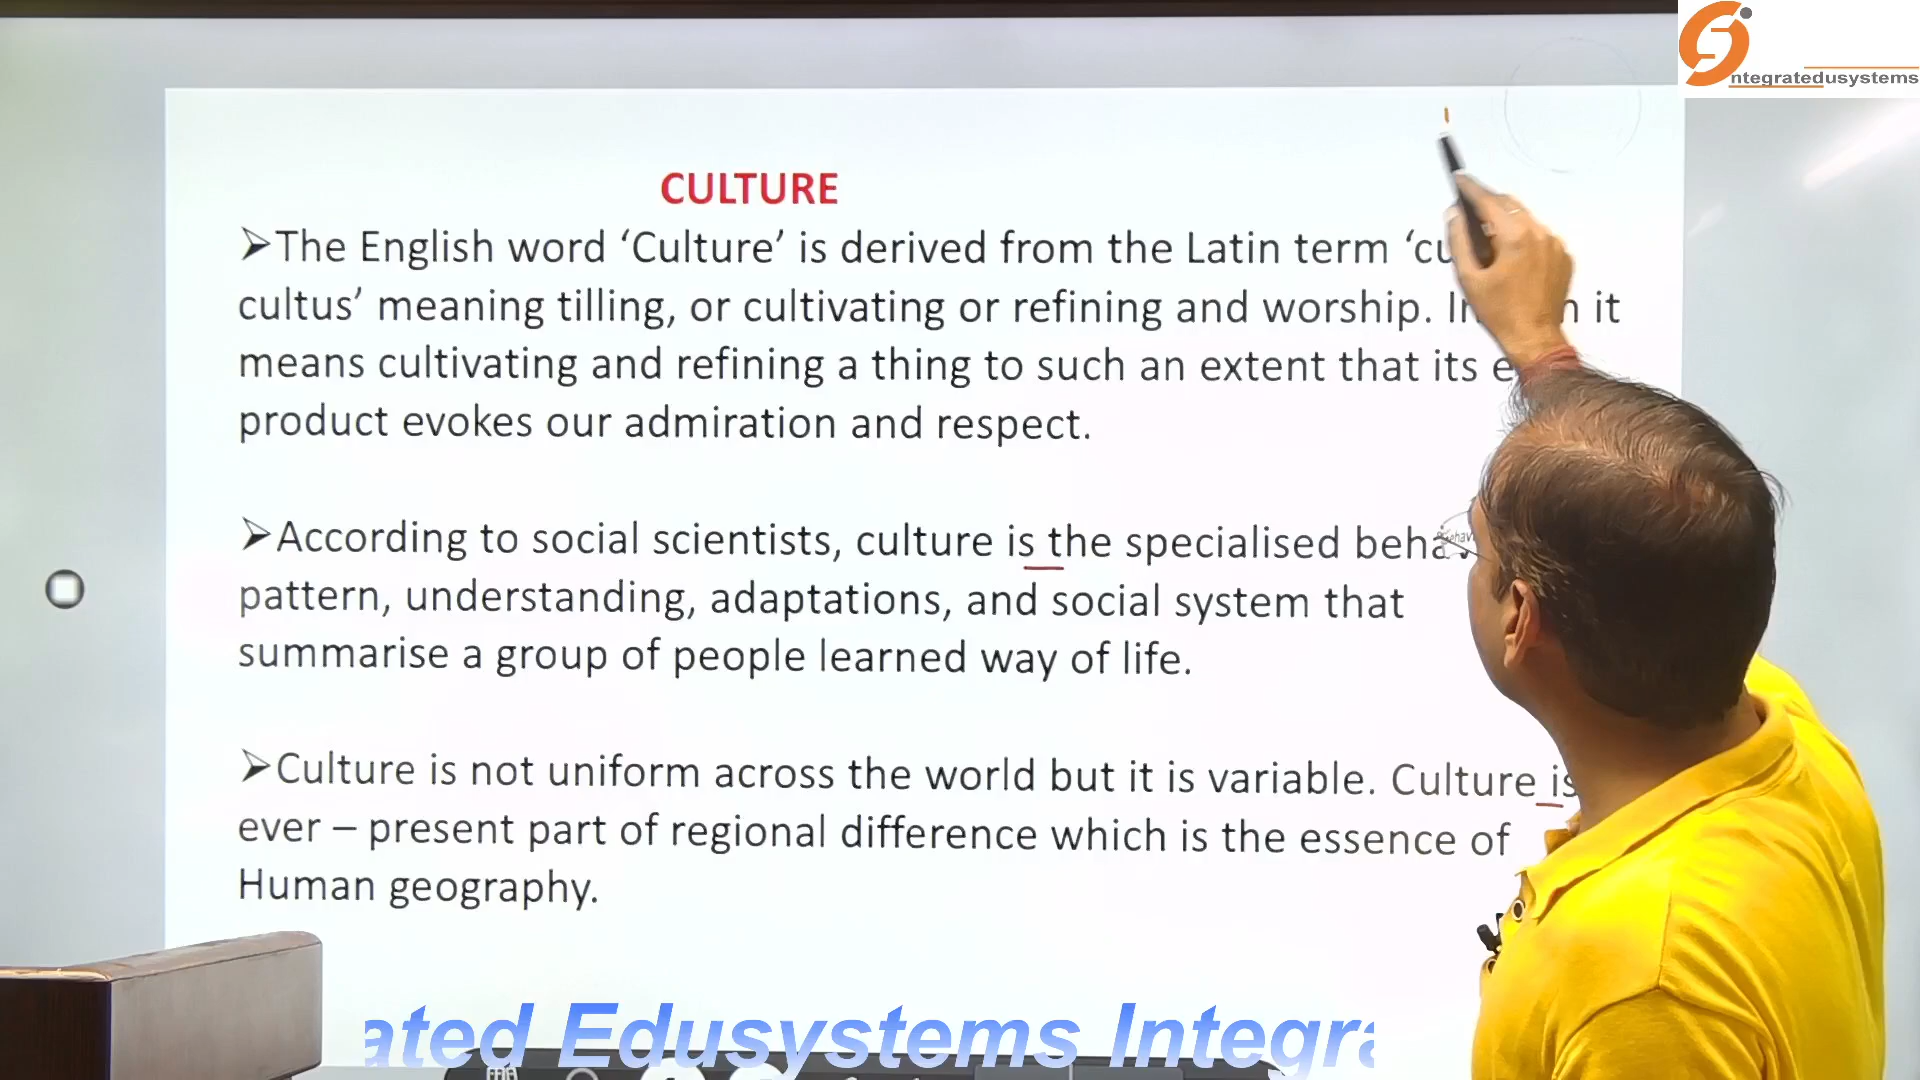 ntegratedusystems
CULTURE
➢The English word ‘Culture’ is derived from the Latin term
cultus’ meaning tilling, or cultivating or refining and worship. it
means cultivating and refining a thing to such an extent that its
product evokes our admiration and respect.
➢According to social scientists, culture is the specialised
pattern, understanding, adaptations, and social system that
summarise a group of people learned way of life.
➢Culture is not uniform across the world but it is variable. Culture is
ever – present part of regional difference which is the essence of
Human geography.
ated Edusystems Integra